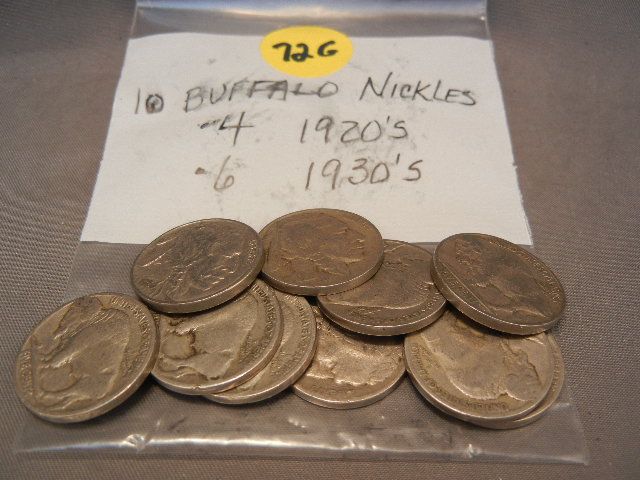 72G
10 BUFFALO NICKLES
-4 1920's
-6 1930's